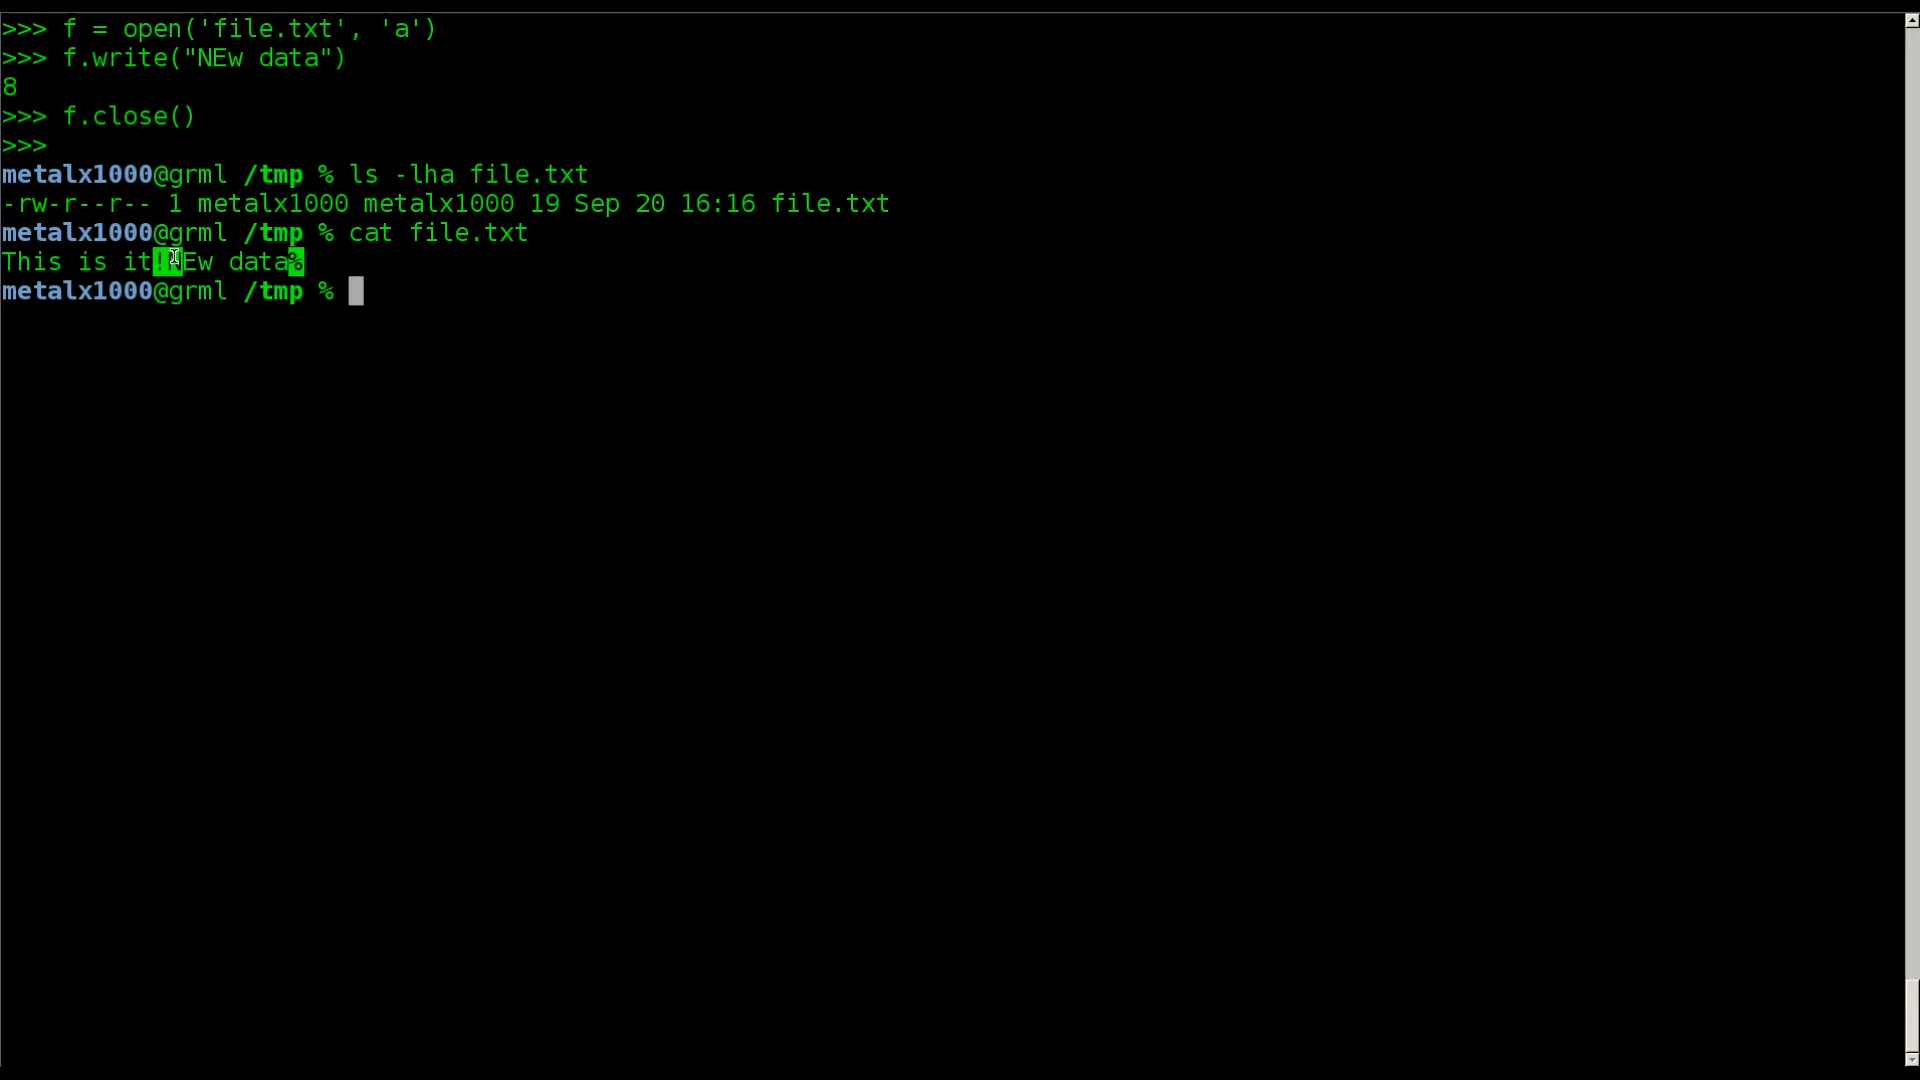 >>> f = open('file.txt', 'a')
>>> f.write("NEw data")
8
>>> f.close()
>>>
metalx1000@grml /tmp % ls -lha file.txt
-rw-r--r-- 1 metalx1000 metalx1000 19 Sep 20 16:16 file.txt
metalx1000@grml /tmp % cat file.txt
This is it!NEw data%
metalx1000@grml /tmp %